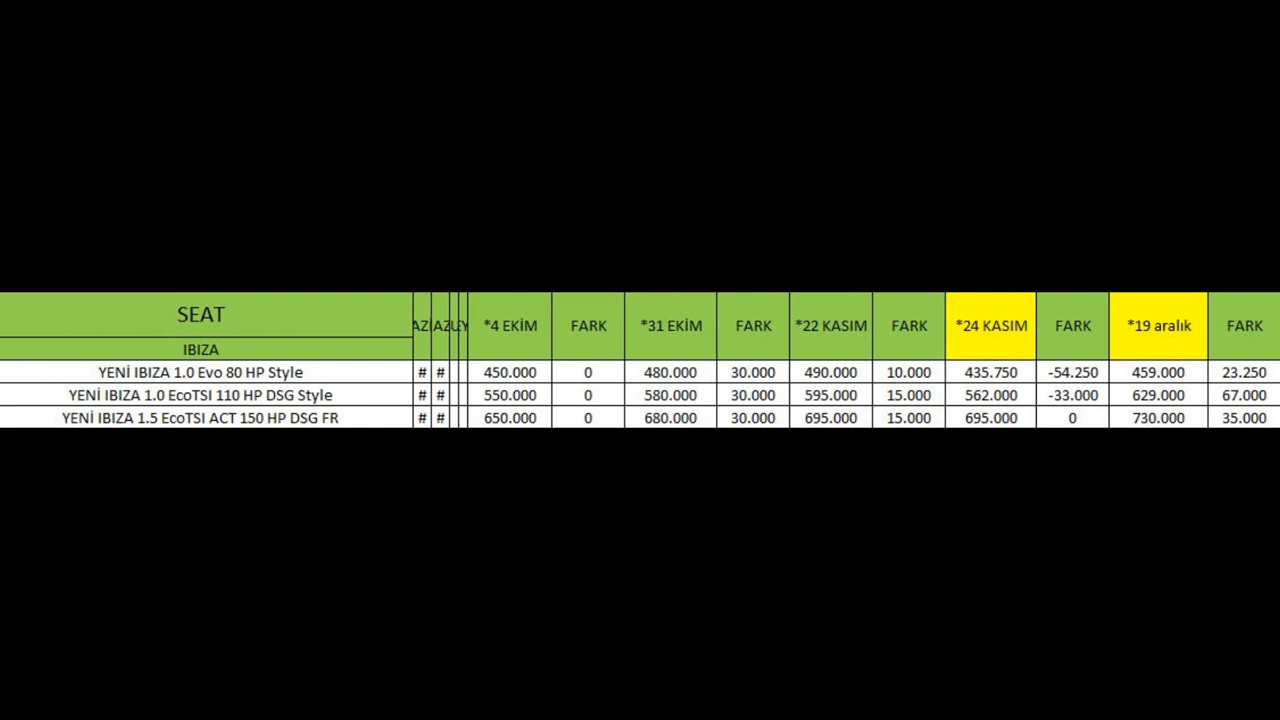 SEAT
IBIZA
*4 EKİM FARK *31 EKİM FARK *22 KASIM FARK *24 KASIM FARK *19 aralık FARK
YENİ IBIZA 1.0 Evo 80 HP Style # # 450.000 0 480.000 30.000 490.000 10.000 435.750 -54.250 459.000 23.250
YENİ IBIZA 1.0 EcoTSI 110 HP DSG Style # # 550.000 0 580.000 30.000 595.000 15.000 562.000 -33.000 629.000 67.000
YENİ IBIZA 1.5 EcoTSI ACT 150 HP DSG FR # # 650.000 0 680.000 30.000 695.000 15.000 695.000 0 730.000 35.000